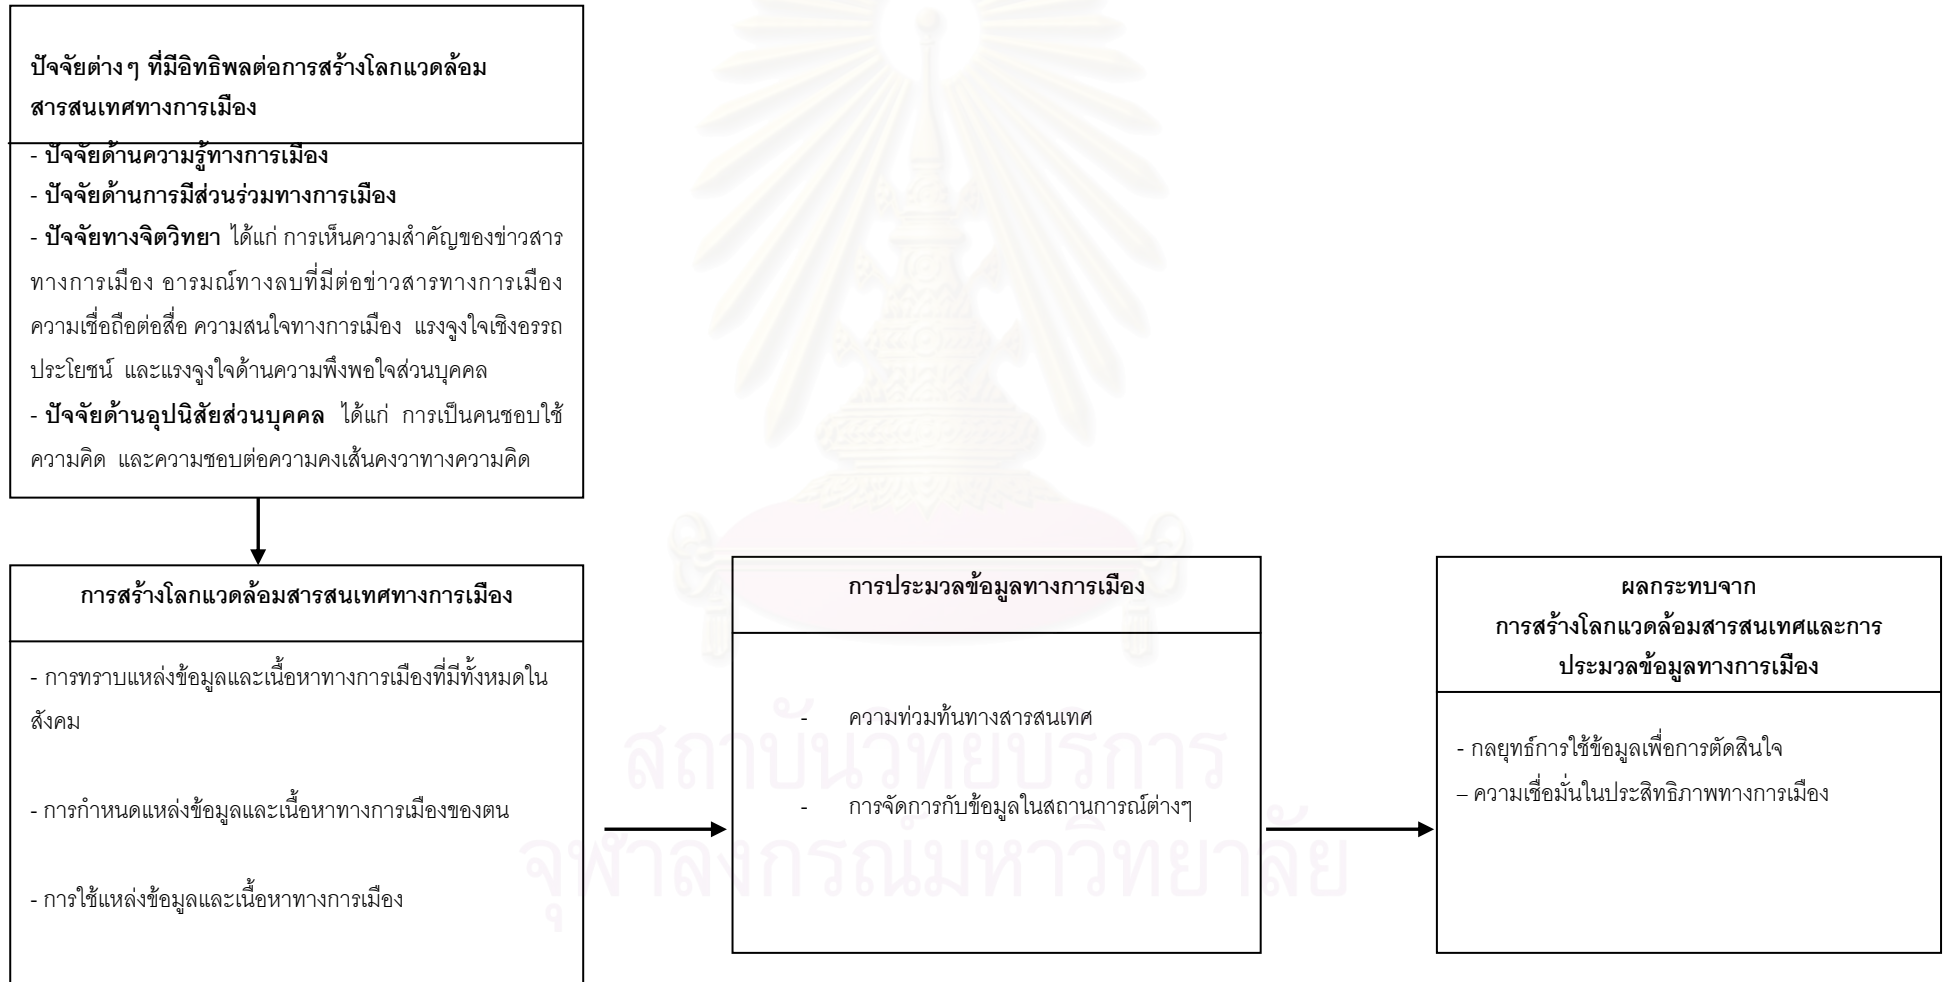 ปัจจัยต่างๆ ที่มีอิทธิพลต่อการสร้างโลกแวดล้อม
สารสนเทศทางการเมือง
- ปัจจัยด้านความรู้ทางการเมือง
- ปัจจัยด้านการมีส่วนร่วมทางการเมือง
- ปัจจัยทางจิตวิทยา ได้แก่ การเห็นความสำคัญของข่าวสาร
ทางการเมือง อารมณ์ทางลบที่มีต่อข่าวสารทางการเมือง
ความเชื่อถือต่อสื่อ ความสนใจทางการเมือง แรงจูงใจเชิงอรรถ
ประโยชน์ และแรงจูงใจด้านความพึงพอใจส่วนบุคคล
- ปัจจัยด้านอุปนิสัยส่วนบุคคล ได้แก่ การเป็นคนชอบใช้
ความคิด และความชอบต่อความคงเส้นคงวาทางความคิด
การสร้างโลกแวดล้อมสารสนเทศทางการเมือง
- การทราบแหล่งข้อมูลและเนื้อหาทางการเมืองที่มีทั้งหมดใน
สังคม
- การกำหนดแหล่งข้อมูลและเนื้อหาทางการเมืองของตน
- การใช้แหล่งข้อมูลและเนื้อหาทางการเมือง
การประมวลข้อมูลทางการเมือง
- ความท่วมท้นทางสารสนเทศ
- การจัดการกับข้อมูลในสถานการณ์ต่างๆ
ผลกระทบจาก
การสร้างโลกแวดล้อมสารสนเทศและการ
ประมวลข้อมูลทางการเมือง
- กลยุทธ์การใช้ข้อมูลเพื่อการตัดสินใจ
– ความเชื่อมั่นในประสิทธิภาพทางการเมือง
สถาบันวิทยบริการ
จุฬาลงกรณ์มหาวิทยาลัย